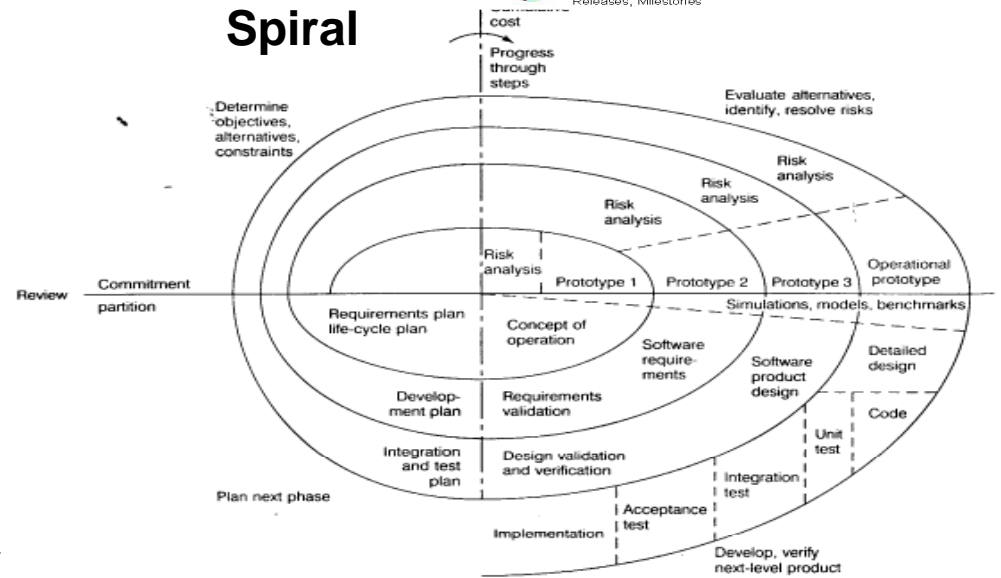 Releases, Milestones
Spiral
Cumulative
cost
Progress
through
steps
Determine
objectives,
alternatives,
constraints
Evaluate alternatives,
identify, resolve risks
Risk
analysis
Risk
analysis
Risk
analysis
Risk
analysis
Prototype 1
Prototype 2
Prototype 3
Operational
prototype
Review
Commitment
partition
Simulations, models, benchmarks
Requirements plan
life-cycle plan
Concept of
operation
Software
require-
ments
Software
product
design
Detailed
design
Develop-
ment plan
Requirements
validation
Code
Unit
test
Integration
and test
plan
Design validation
and verification
Integration
test
Plan next phase
Acceptance
test
Implementation
Develop, verify
next-level product